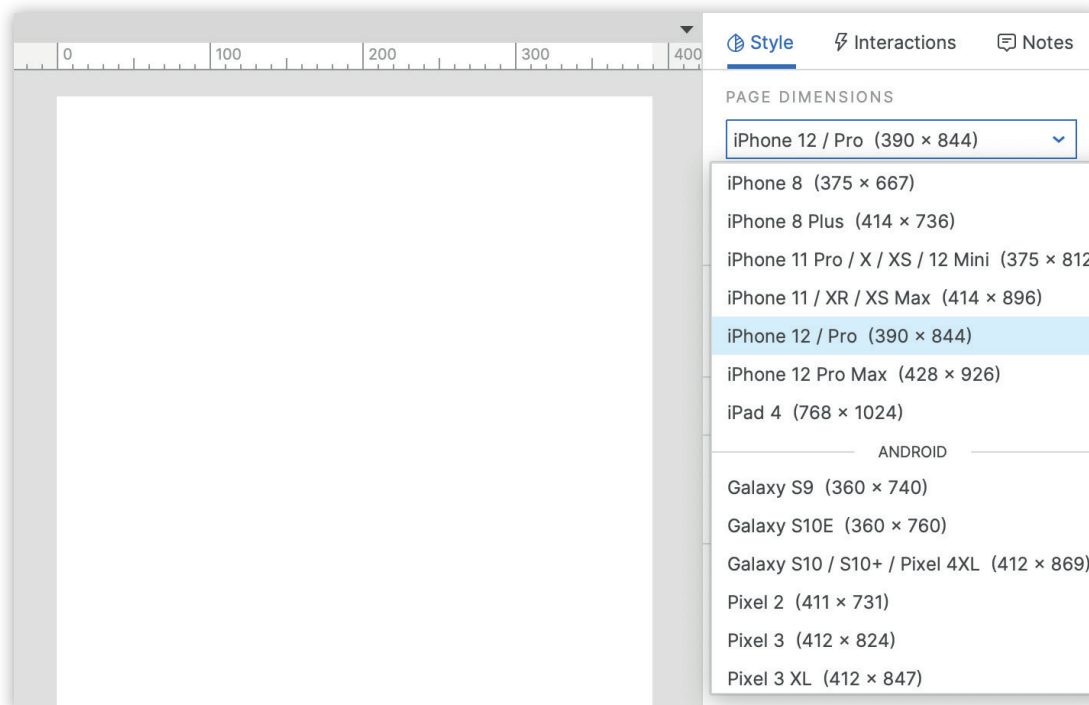 0 100 200 300 400
Style Interactions Notes
PAGE DIMENSIONS
iPhone 12 / Pro (390 × 844)
iPhone 8 (375 × 667)
iPhone 8 Plus (414 × 736)
iPhone 11 Pro / X / XS / 12 Mini (375 × 812
iPhone 11 / XR / XS Max (414 × 896)
iPhone 12 / Pro (390 × 844)
iPhone 12 Pro Max (428 × 926)
iPad 4 (768 × 1024)
ANDROID
Galaxy S9 (360 × 740)
Galaxy S10E (360 × 760)
Galaxy S10 / S10+ / Pixel 4XL (412 × 869)
Pixel 2 (411 × 731)
Pixel 3 (412 × 824)
Pixel 3 XL (412 × 847)